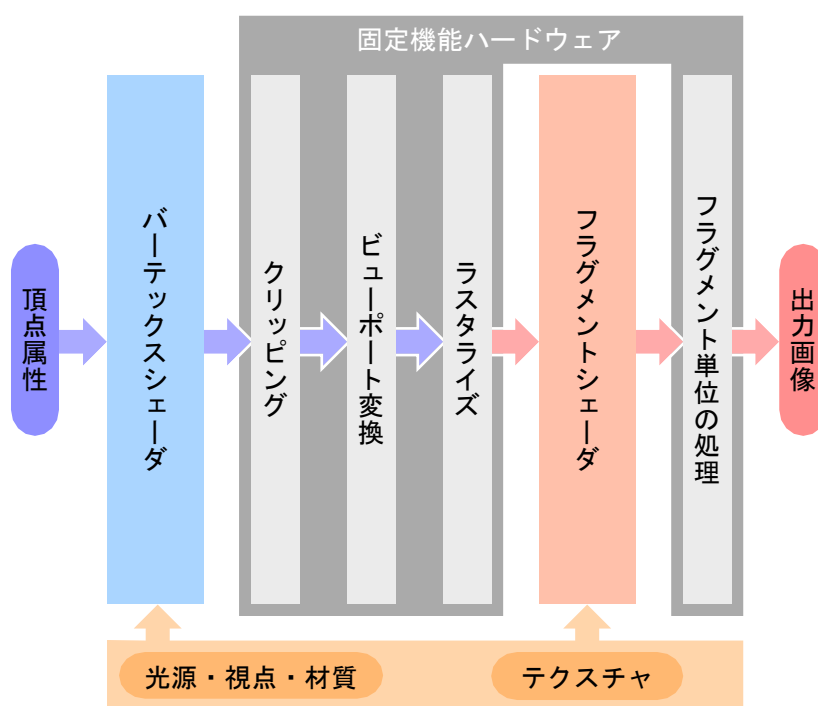 固定機能ハードウェア
頂点属性
バーテックスシェーダ
クリッピング
ビューポート変換
ラスタライズ
フラグメントシェーダ
フラグメント単位の処理
出力画像
光源・視点・材質
テクスチャ